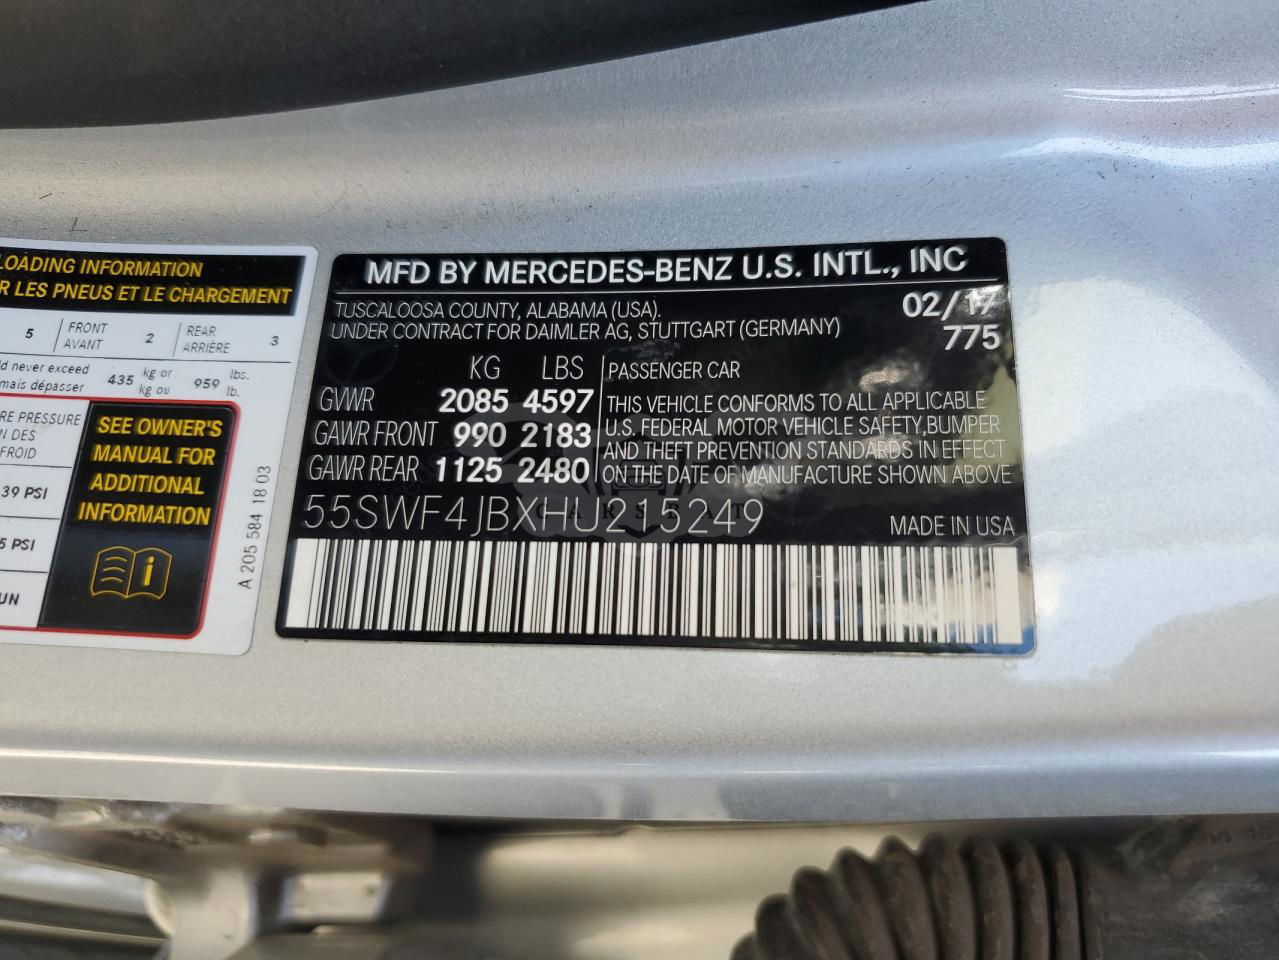 LOADING INFORMATION
R LES PNEUS ET LE CHARGEMENT
5 FRONT AVANT 2 REAR ARRIÈRE 3
ld never exceed
mais dépasser 435 kg or kg ou 959 lbs. lb.
RE PRESSURE
N DES
FROID
39 PSI
5 PSI
UN
SEE OWNER'S
MANUAL FOR
ADDITIONAL
INFORMATION
A 205 584 18 03
MFD BY MERCEDES-BENZ U.S. INTL., INC
TUSCALOOSA COUNTY, ALABAMA (USA). 02/17
UNDER CONTRACT FOR DAIMLER AG, STUTTGART (GERMANY) 775
KG LBS
GVWR 2085 4597
GAWR FRONT 990 2183
GAWR REAR 1125 2480
PASSENGER CAR
THIS VEHICLE CONFORMS TO ALL APPLICABLE
U.S. FEDERAL MOTOR VEHICLE SAFETY,BUMPER
AND THEFT PREVENTION STANDARDS IN EFFECT
ON THE DATE OF MANUFACTURE SHOWN ABOVE
55SWF4JBXHU215249 MADE IN USA